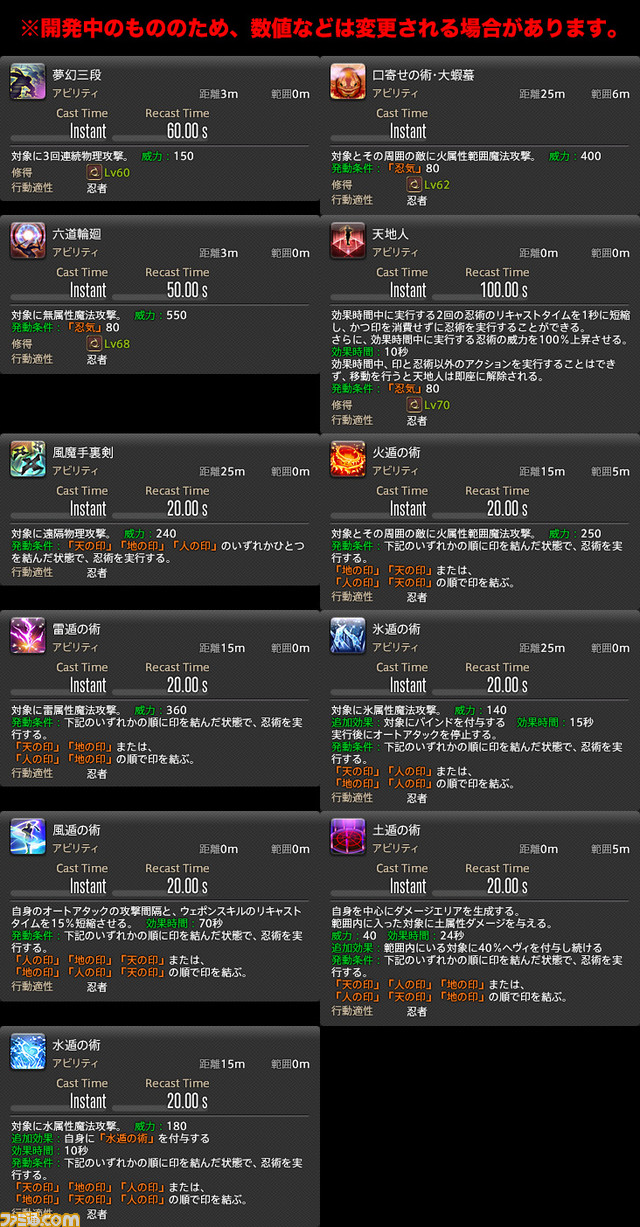 ※開発中のもののため、数値などは変更される場合があります。
夢幻三段
アビリティ
距離3m 範囲0m
Cast Time Recast Time
Instant 60.00 s
対象に3回連続物理攻撃。 威力：150
修得 Lv60
行動適性 忍者
口寄せの術・大蝦蟇
アビリティ
距離25m 範囲6m
Cast Time
Instant
対象とその周囲の敵に火属性範囲魔法攻撃。 威力：400
発動条件：「忍気」80
修得 Lv62
行動適性 忍者
六道輪廻
アビリティ
距離3m 範囲0m
Cast Time Recast Time
Instant 50.00 s
対象に無属性魔法攻撃。 威力：550
発動条件：「忍気」80
修得 Lv68
行動適性 忍者
天地人
アビリティ
距離0m 範囲0m
Cast Time Recast Time
Instant 100.00 s
効果時間中に実行する2回の忍術のリキャストタイムを1秒に短縮
し、かつ印を消費せずに忍術を実行することができる。
さらに、効果時間中に実行する忍術の威力を100%上昇させる。
効果時間：10秒
効果時間中、印と忍術以外のアクションを実行することはでき
ず、移動を行うと天地人は即座に解除される。
発動条件：「忍気」80
修得 Lv70
行動適性 忍者
風魔手裏剣
アビリティ
距離25m 範囲0m
Cast Time Recast Time
Instant 20.00 s
対象に遠隔物理攻撃。 威力：240
発動条件：「天の印」「地の印」「人の印」のいずれかひとつ
を結んだ状態で、忍術を実行する。
行動適性 忍者
火遁の術
アビリティ
距離15m 範囲5m
Cast Time Recast Time
Instant 20.00 s
対象とその周囲の敵に火属性範囲魔法攻撃。 威力：250
発動条件：下記のいずれかの順に印を結んだ状態で、忍術を実
行する。
「地の印」「天の印」または、
「人の印」「天の印」の順で印を結ぶ。
行動適性 忍者
雷遁の術
アビリティ
距離15m 範囲0m
Cast Time Recast Time
Instant 20.00 s
対象に雷属性魔法攻撃。 威力：360
発動条件：下記のいずれかの順に印を結んだ状態で、忍術を実
行する。
「天の印」「地の印」または、
「人の印」「地の印」の順で印を結ぶ。
行動適性 忍者
氷遁の術
アビリティ
距離25m 範囲0m
Cast Time Recast Time
Instant 20.00 s
対象に氷属性魔法攻撃。 威力：140
追加効果：対象にバインドを付与する 効果時間：15秒
実行後にオートアタックを停止する。
発動条件：下記のいずれかの順に印を結んだ状態で、忍術を実
行する。
「天の印」「人の印」または、
「地の印」「人の印」の順で印を結ぶ。
行動適性 忍者
風遁の術
アビリティ
距離0m 範囲0m
Cast Time Recast Time
Instant 20.00 s
自身のオートアタックの攻撃間隔と、ウェポンスキルのリキャスト
タイムを15%短縮させる。 効果時間：70秒
発動条件：下記のいずれかの順に印を結んだ状態で、忍術を実
行する。
「人の印」「地の印」「天の印」または、
「地の印」「人の印」「天の印」の順で印を結ぶ。
行動適性 忍者
土遁の術
アビリティ
距離0m 範囲5m
Cast Time Recast Time
Instant 20.00 s
自身を中心にダメージエリアを生成する。
範囲内に入った対象に土属性ダメージを与える。
威力：40 効果時間：24秒
追加効果：範囲内にいる対象に40%ヘヴィを付与し続ける
発動条件：下記のいずれかの順に印を結んだ状態で、忍術を実
行する。
「天の印」「人の印」「地の印」または、
「人の印」「天の印」「地の印」の順で印を結ぶ。
行動適性 忍者
水遁の術
アビリティ
距離15m 範囲0m
Cast Time Recast Time
Instant 20.00 s
対象に水属性魔法攻撃。 威力：180
追加効果：自身に「水遁の術」を付与する
効果時間：10秒
発動条件：下記のいずれかの順に印を結んだ状態で、忍術を実
行する。
「天の印」「地の印」「人の印」または、
「地の印」「天の印」「人の印」の順で印を結ぶ。
行動適性 忍者
ファミ通.com